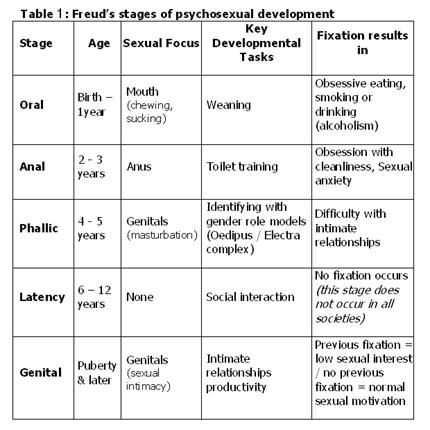 Table 1: Freud's stages of psychosexual development
Stage
Age
Sexual Focus
Key
Developmental
Tasks
Fixation results
in
Oral
Birth –
1year
Mouth
(chewing,
sucking)
Weaning
Obsessive eating,
smoking or
drinking
(alcoholism)
Anal
2 - 3
years
Anus
Toilet training
Obsession with
cleanliness, Sexual
anxiety
Phallic
4 - 5
years
Genitals
(masturbation)
Identifying with
gender role models
(Oedipus / Electra
complex)
Difficulty with
intimate
relationships
Latency
6 – 12
years
None
Social interaction
No fixation occurs
(this stage does
not occur in all
societies)
Genital
Puberty
& later
Genitals
(sexual
intimacy)
Intimate
relationships
productivity
Previous fixation =
low sexual interest
/ no previous
fixation = normal
sexual motivation